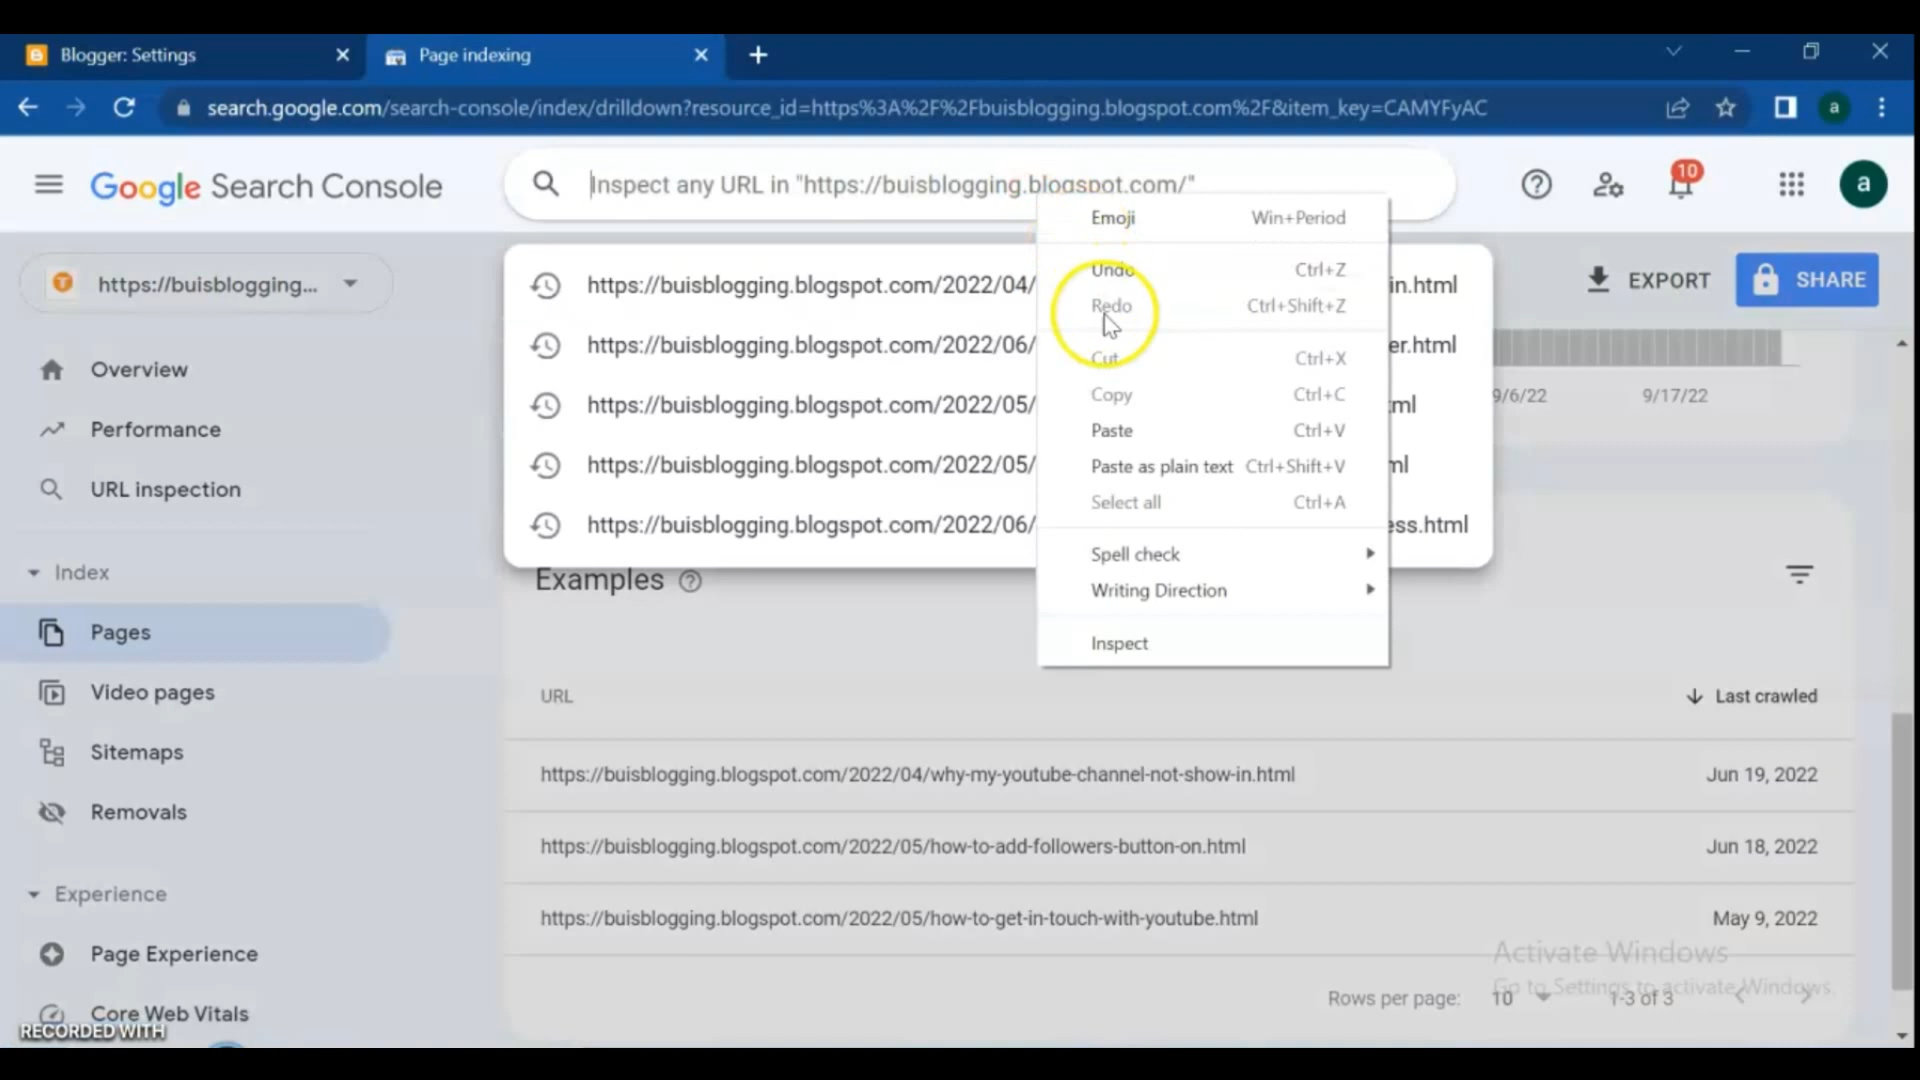 Blogger: Settings
Page indexing
search.google.com/search-console/index/drilldown?resource_id=https%3A%2F%2Fbuisblogging.blogspot.com%2F&item_key=CAMYFyAC
a
Google Search Console
Inspect any URL in "https://buisblogging.blogspot.com/"
10
a
Emoji Win+Period
Undo Ctrl+Z
Redo Ctrl+Shift+Z
Cut Ctrl+X
Copy Ctrl+C
Paste Ctrl+V
Paste as plain text Ctrl+Shift+V
Select all Ctrl+A
Spell check
Writing Direction
Inspect
https://buisblogging...
EXPORT
SHARE
https://buisblogging.blogspot.com/2022/04/ in.html
https://buisblogging.blogspot.com/2022/06/ er.html
https://buisblogging.blogspot.com/2022/05/ ml
https://buisblogging.blogspot.com/2022/05/ ml
https://buisblogging.blogspot.com/2022/06/ ess.html
9/6/22
9/17/22
Overview
Performance
URL inspection
Index
Pages
Video pages
Sitemaps
Removals
Experience
Page Experience
Core Web Vitals
RECORDED WITH
Examples
URL Last crawled
https://buisblogging.blogspot.com/2022/04/why-my-youtube-channel-not-show-in.html Jun 19, 2022
https://buisblogging.blogspot.com/2022/05/how-to-add-followers-button-on.html Jun 18, 2022
https://buisblogging.blogspot.com/2022/05/how-to-get-in-touch-with-youtube.html May 9, 2022
Activate Windows
Go to Settings to activate Windows.
Rows per page: 10 1-3 of 3